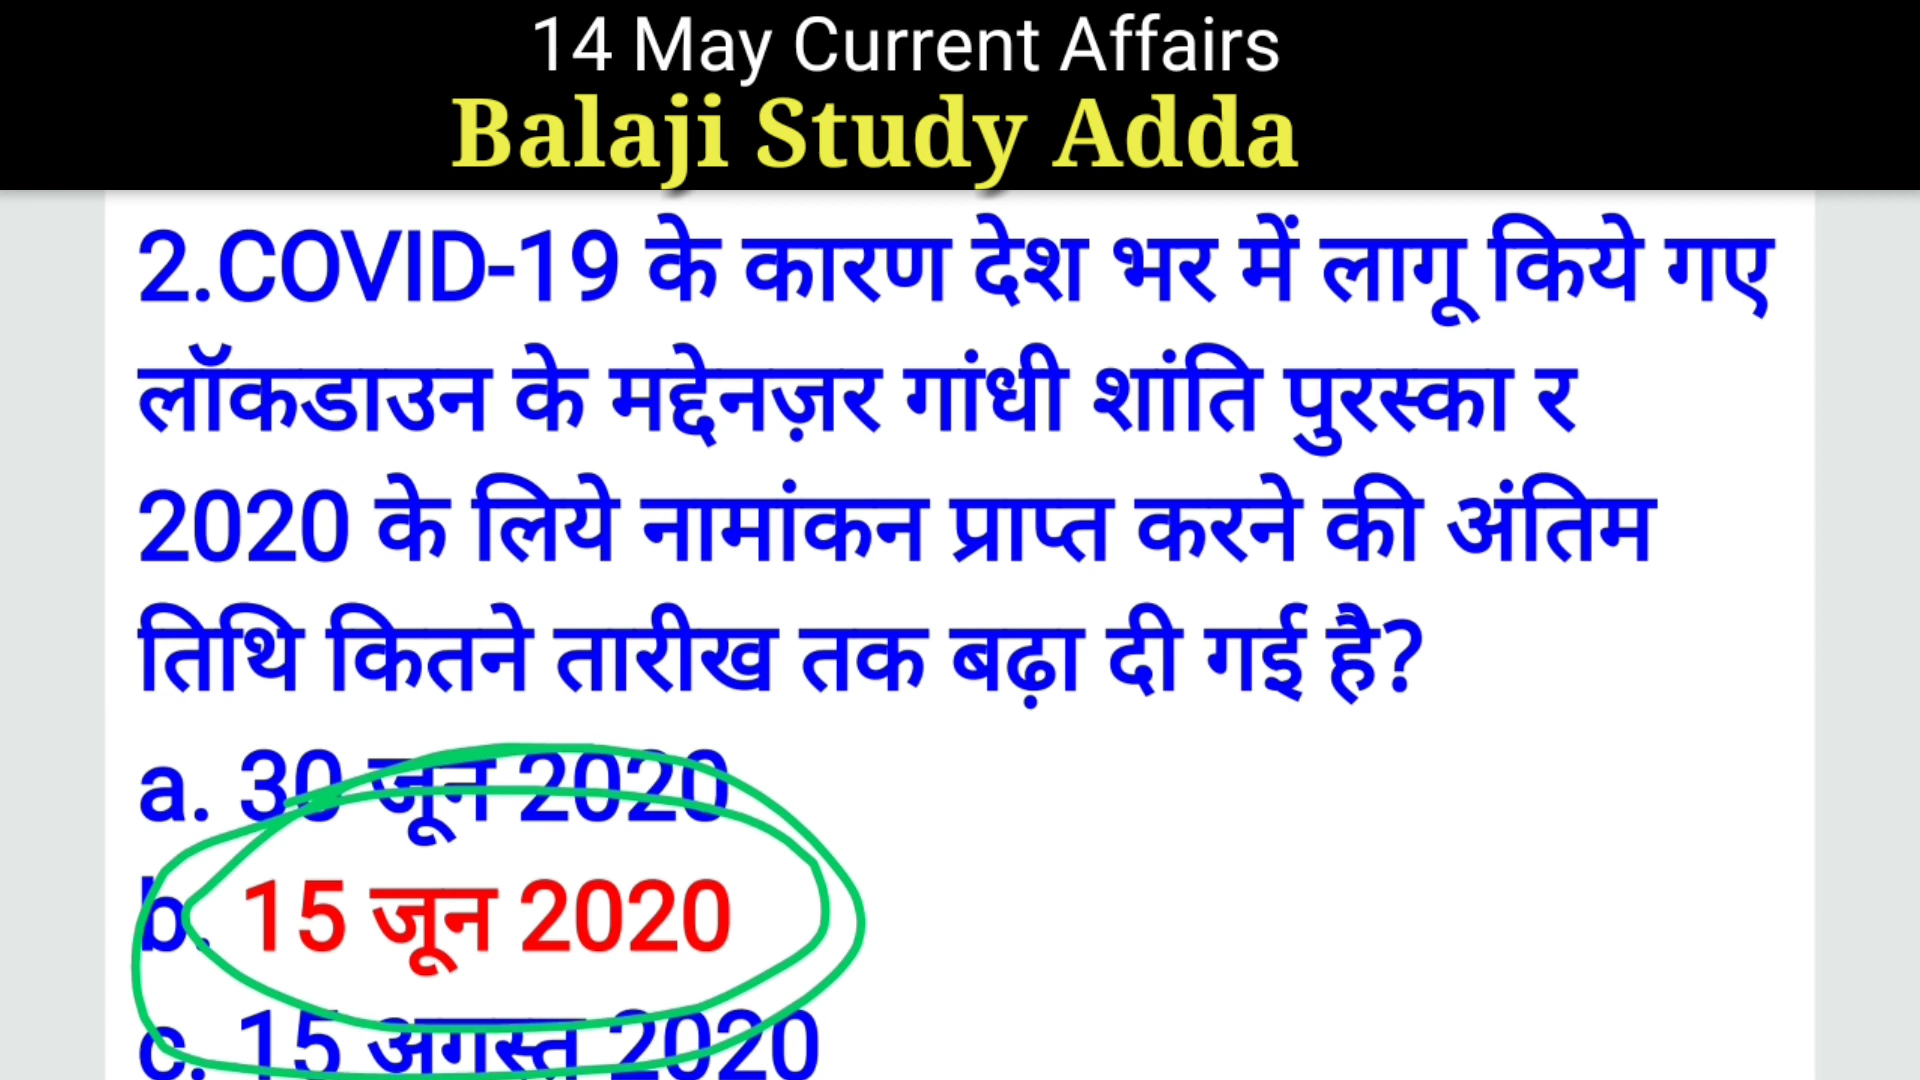 14 May Current Affairs
Balaji Study Adda
2.COVID-19 के कारण देश भर में लागू किये गए
लॉकडाउन के मद्देनज़र गांधी शांति पुरस्का र
2020 के लिये नामांकन प्राप्त करने की अंतिम
तिथि कितने तारीख तक बढ़ा दी गई है?
a. 30 जून 2020
b. 15 जून 2020
c. 15 अगस्त 2020